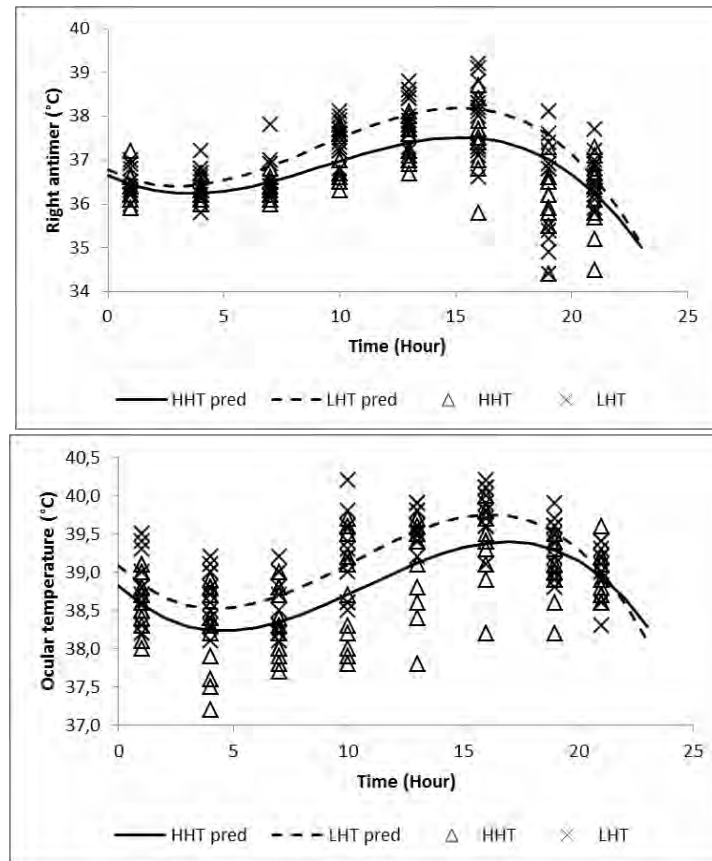 40
39
38
37
36
35
34
Right antimer (°C)
0 5 10 15 20 25
Time (Hour)
HHT pred LHT pred HHT LHT
40,5
40,0
39,5
39,0
38,5
38,0
37,5
37,0
Ocular temperature (°C)
0 5 10 15 20 25
Time (Hour)
HHT pred LHT pred HHT LHT